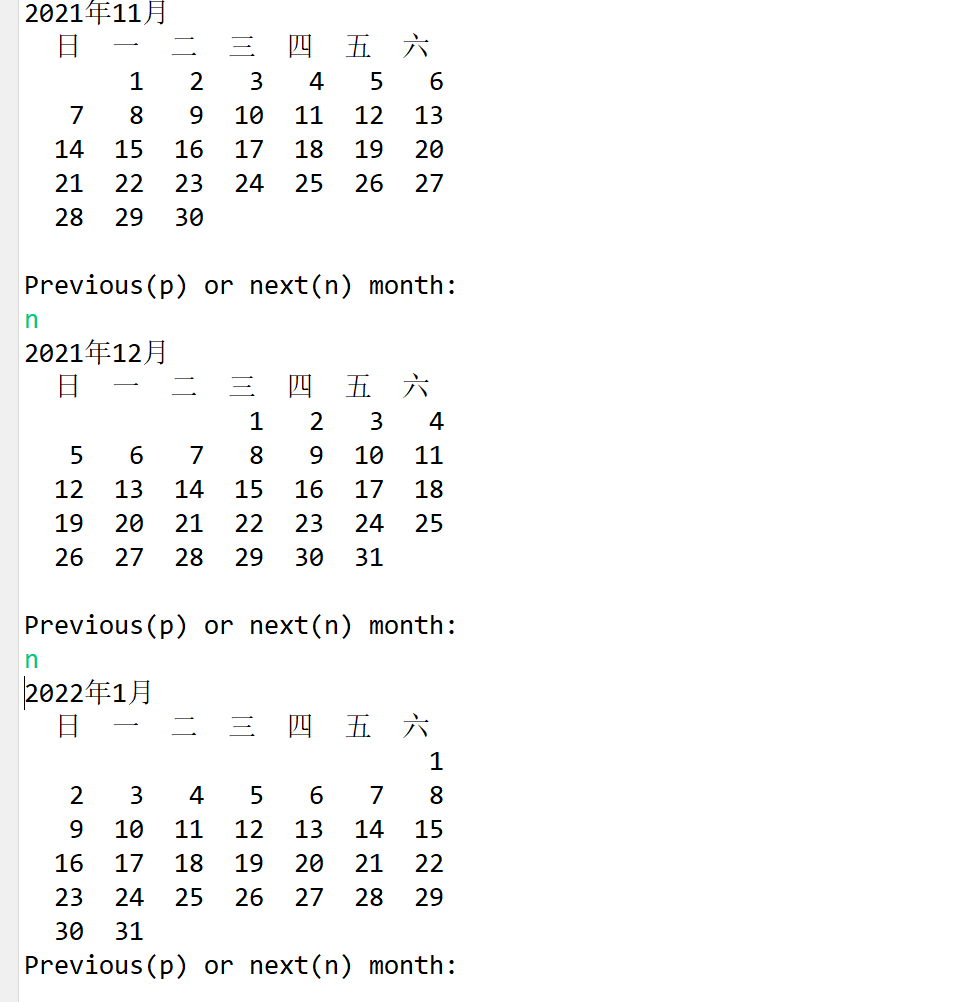 2021年11月
日 一 二 三 四 五 六
1 2 3 4 5 6
7 8 9 10 11 12 13
14 15 16 17 18 19 20
21 22 23 24 25 26 27
28 29 30
Previous(p) or next(n) month:
n
2021年12月
日 一 二 三 四 五 六
1 2 3 4
5 6 7 8 9 10 11
12 13 14 15 16 17 18
19 20 21 22 23 24 25
26 27 28 29 30 31
Previous(p) or next(n) month:
n
2022年1月
日 一 二 三 四 五 六
1
2 3 4 5 6 7 8
9 10 11 12 13 14 15
16 17 18 19 20 21 22
23 24 25 26 27 28 29
30 31
Previous(p) or next(n) month: